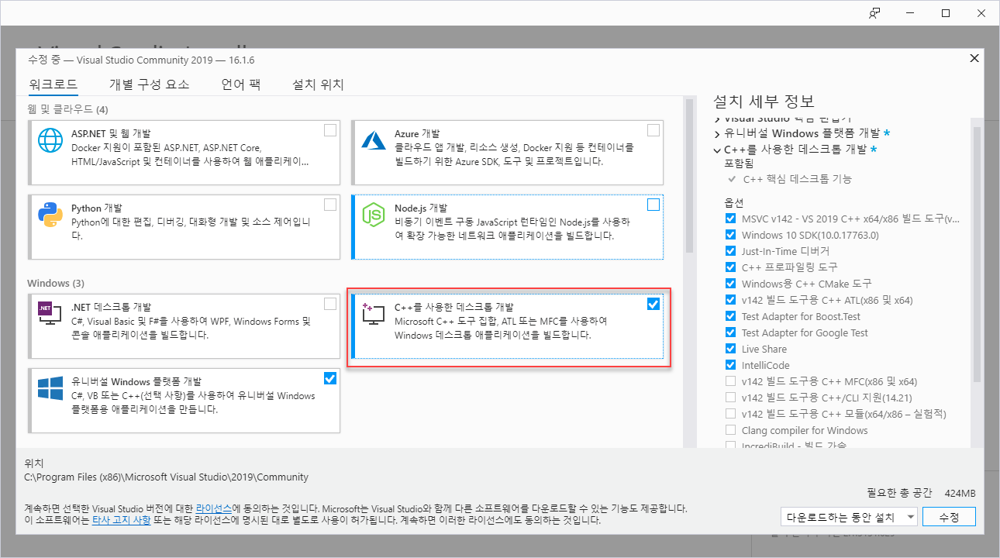 수정 중 — Visual Studio Community 2019 — 16.1.6
워크로드
개별 구성 요소
언어 팩
설치 위치
웹 및 클라우드 (4)
ASP.NET 및 웹 개발
Docker 지원이 포함된 ASP.NET, ASP.NET Core,
HTML/JavaScript 및 컨테이너를 사용하여 웹 애플리케이...
Azure 개발
클라우드 앱 개발, 리소스 생성, Docker 지원 등 컨테이너를
빌드하기 위한 Azure SDK, 도구 및 프로젝트입니다.
Python 개발
Python에 대한 편집, 디버깅, 대화형 개발 및 소스 제어입니
다.
Node.js 개발
비동기 이벤트 구동 JavaScript 런타임인 Node.js를 사용하
여 확장 가능한 네트워크 애플리케이션을 빌드합니다.
Windows (3)
.NET
.NET 데스크톱 개발
C#, Visual Basic 및 F#을 사용하여 WPF, Windows Forms 및
콘솔 애플리케이션을 빌드합니다.
C++를 사용한 데스크톱 개발
Microsoft C++ 도구 집합, ATL 또는 MFC를 사용하여
Windows 데스크톱 애플리케이션을 빌드합니다.
유니버설 Windows 플랫폼 개발
C#, VB 또는 C++(선택 사항)를 사용하여 유니버설 Windows
플랫폼용 애플리케이션을 만듭니다.
설치 세부 정보
Visual Studio 핵심 편집기
유니버설 Windows 플랫폼 개발 *
C++를 사용한 데스크톱 개발 *
포함됨
C++ 핵심 데스크톱 기능
옵션
MSVC v142 - VS 2019 C++ x64/x86 빌드 도구(v...
Windows 10 SDK(10.0.17763.0)
Just-In-Time 디버거
C++ 프로파일링 도구
Windows용 C++ CMake 도구
v142 빌드 도구용 C++ ATL(x86 및 x64)
Test Adapter for Boost.Test
Test Adapter for Google Test
Live Share
IntelliCode
v142 빌드 도구용 C++ MFC(x86 및 x64)
v142 빌드 도구용 C++/CLI 지원(14.21)
v142 빌드 도구용 C++ 모듈(x64/x86 – 실험적)
Clang compiler for Windows
IncrediBuild - 빌드 가속
위치
C:\Program Files (x86)\Microsoft Visual Studio\2019\Community
계속하면 선택한 Visual Studio 버전에 대한 라이선스에 동의하는 것입니다. Microsoft는 Visual Studio와 함께 다른 소프트웨어를 다운로드할 수 있는 기능도 제공합니다.
이 소프트웨어는 타사 고지 사항 또는 해당 라이선스에 명시된 대로 별도로 사용이 허가됩니다. 계속하면 이러한 라이선스에도 동의하는 것입니다.
필요한 총 공간 424MB
다운로드하는 동안 설치
수정